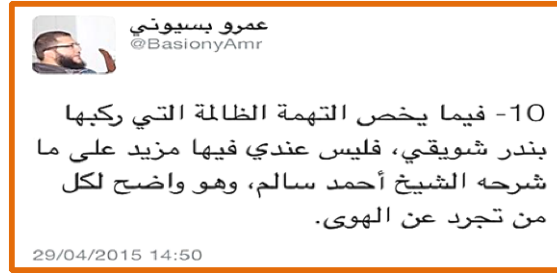 عمرو بسيوني
@BasionyAmr
10- فيما يخص التهمة الظالمة التي ركبها
بندر شويقي، فليس عندي فيها مزيد على ما
شرحه الشيخ أحمد سالم، وهو واضح لكل
من تجرد عن الهوى.
29/04/2015 14:50